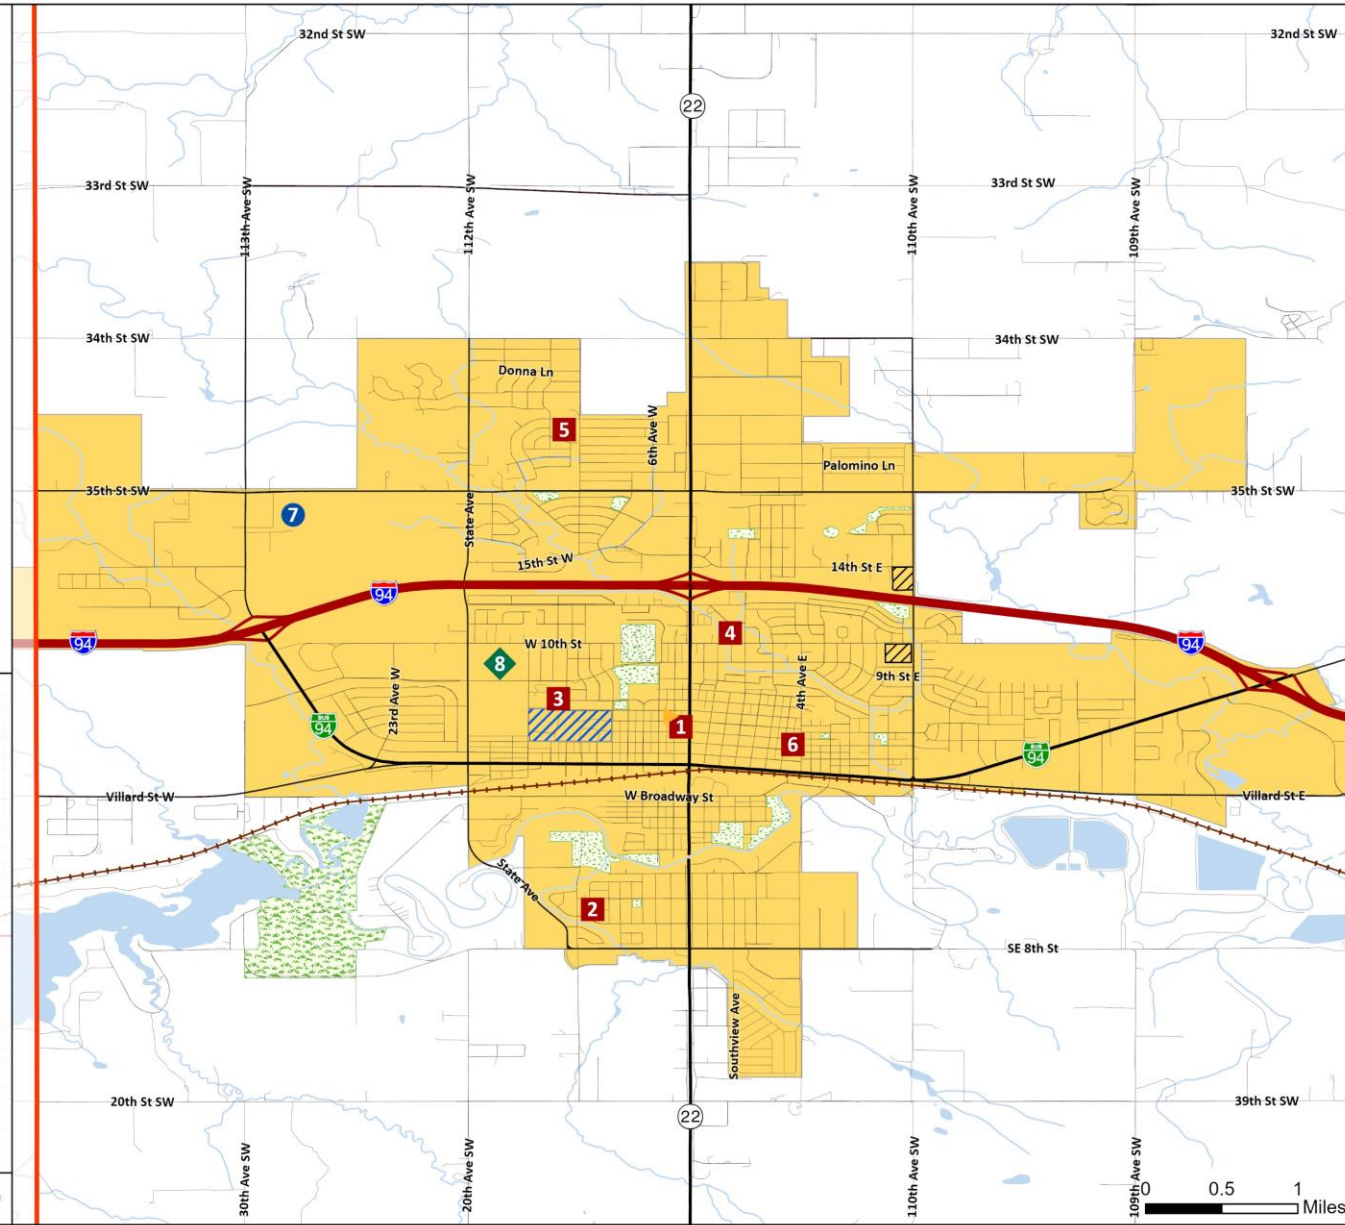 32nd St SW
32nd St SW
22
33rd St SW
113th Ave SW
112th Ave SW
110th Ave SW
33rd St SW
109th Ave SW
34th St SW
34th St SW
Donna Ln
5
6th Ave W
Palomino Ln
35th St SW
35th St SW
7
State Ave
15th St W
14th St E
94
94
94
4
W 10th St
8
9th St E
4th Ave E
23rd Ave W
3
BUS
94
1
6
BUS
94
Villard St W
W Broadway St
Villard St E
State Ave
2
SE 8th St
Southview Ave
20th St SW
39th St SW
22
30th Ave SW
20th Ave SW
110th Ave SW
109th Ave SW
0 0.5 1
Miles